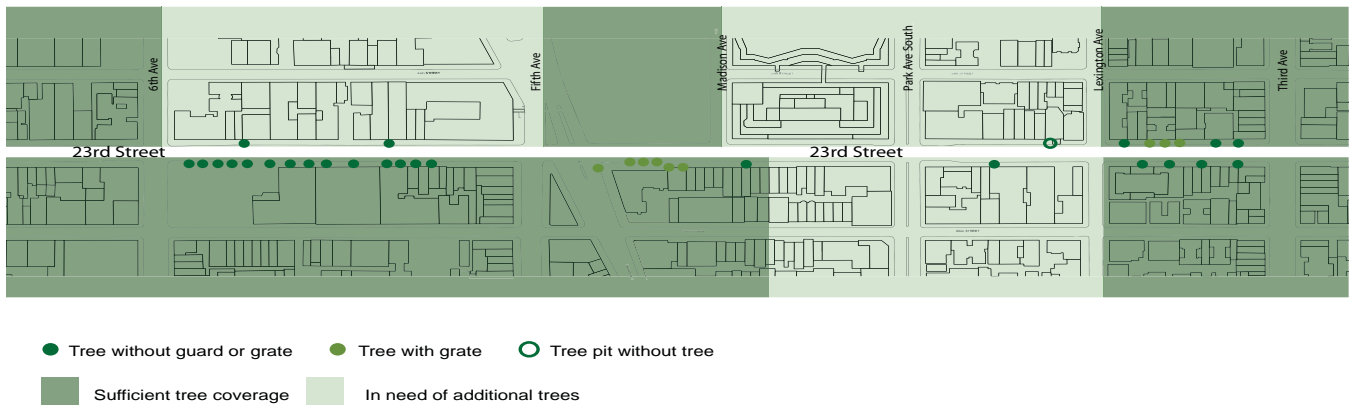 6th Ave
Fifth Ave
Madison Ave
Park Ave South
Lexington Ave
Third Ave
23rd Street
23rd Street
Tree without guard or grate
Tree with grate
Tree pit without tree
Sufficient tree coverage
In need of additional trees